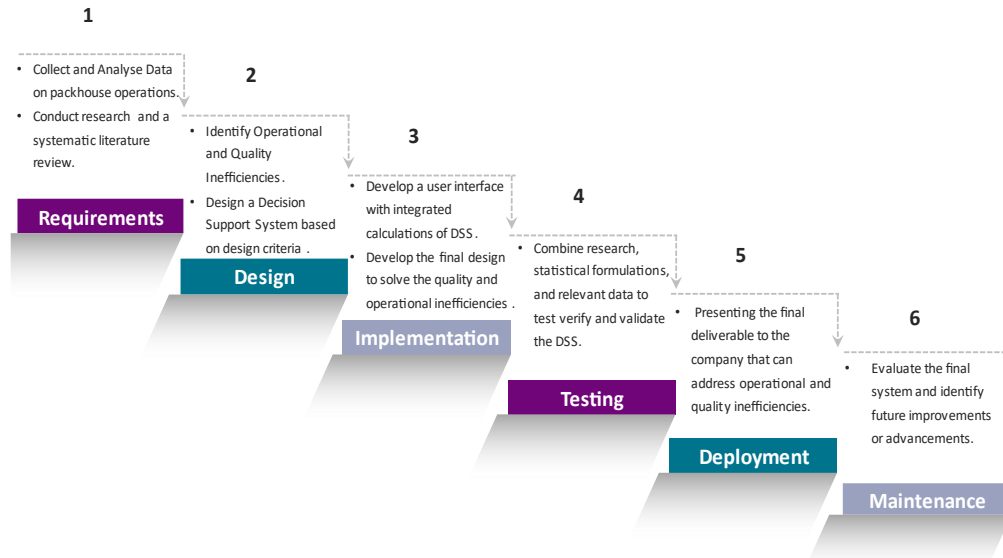 1
• Collect and Analyse Data
on packhouse operations.
• Conduct research and a
systematic literature
review.
Requirements
2
• Identify Operational
and Quality
Inefficiencies .
• Design a Decision
Support System based
on design criteria .
Design
3
• Develop a user interface
with integrated
calculations of DSS.
• Develop the final design
to solve the quality and
operational inefficiencies .
Implementation
4
• Combine research,
statistical formulations,
and relevant data to
test verify and validate
the DSS.
Testing
5
• Presenting the final
deliverable to the
company that can
address operational and
quality inefficiencies.
Deployment
6
• Evaluate the final
system and identify
future improvements
or advancements.
Maintenance